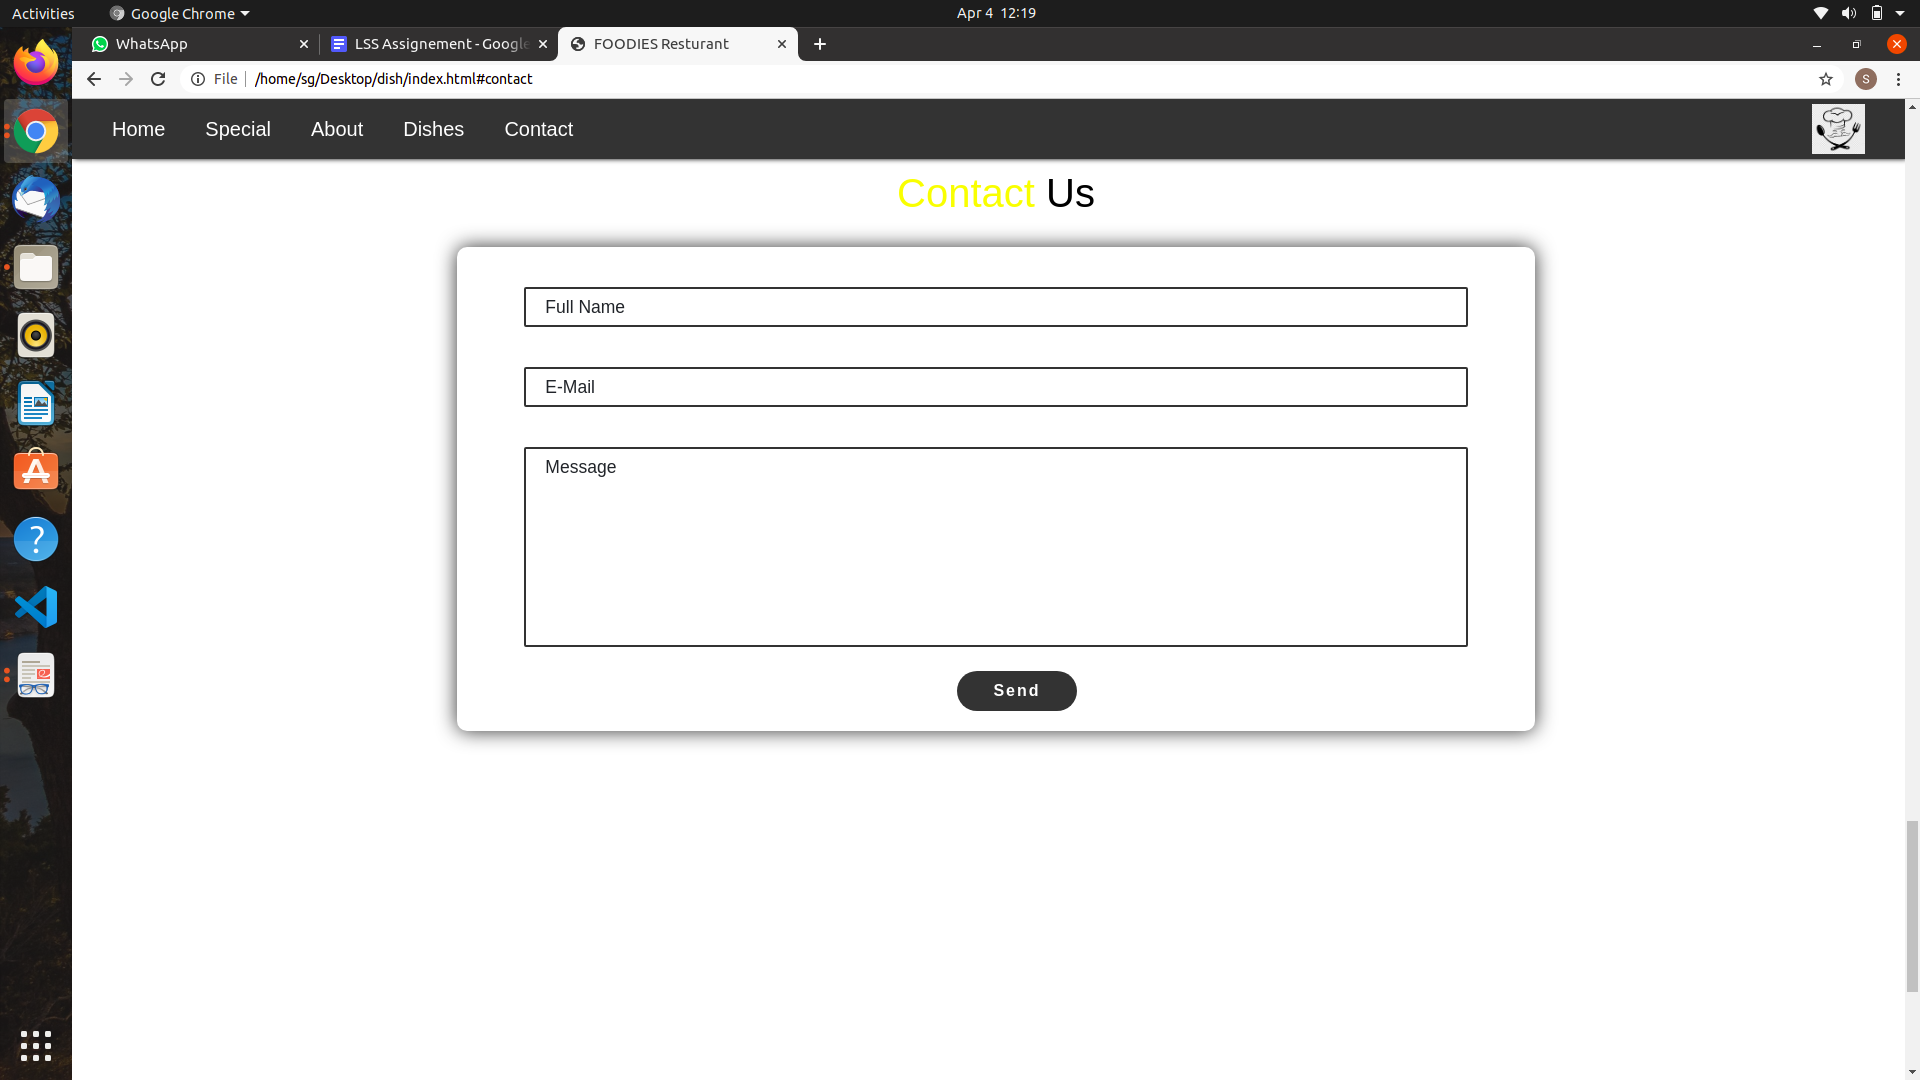 Activities Google Chrome Apr 4 12:19
WhatsApp LSS Assignement - Google FOODIES Resturant
File /home/sg/Desktop/dish/index.html#contact S
Home Special About Dishes Contact
Contact Us
Full Name
E-Mail
Message
Send